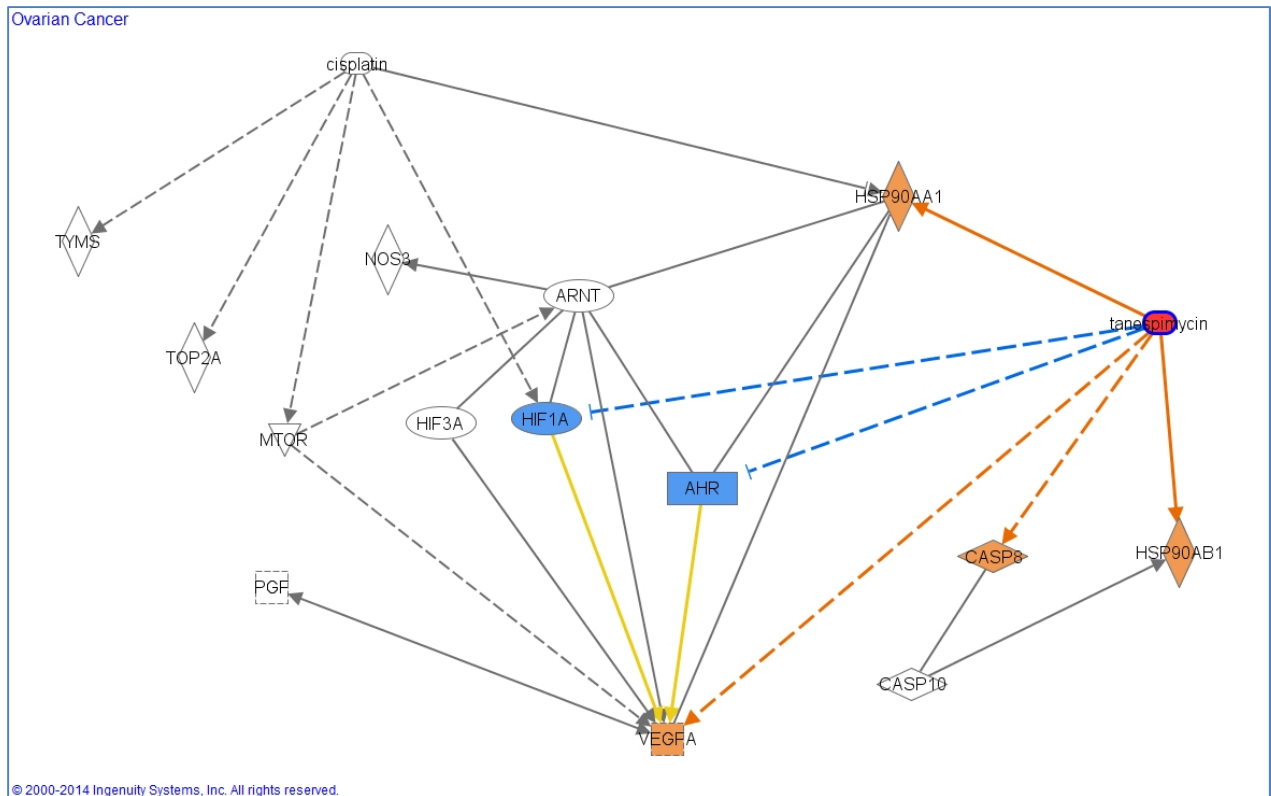 Ovarian Cancer
cisplatin
HSP90AA1
TYMS
NOS3
ARNT
tanespimycin
TOP2A
HIF3A
HIF1A
MTOR
AHR
CASP8
HSP90AB1
PGF
CASP10
VEGFA
© 2000-2014 Ingenuity Systems, Inc. All rights reserved.